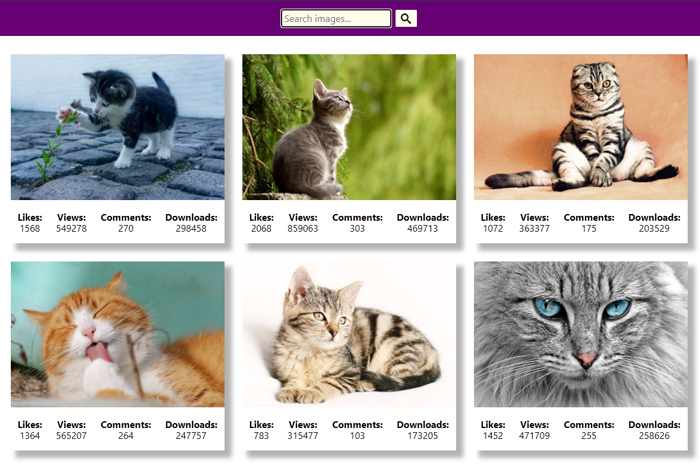 Search images...
Likes: Views: Comments: Downloads:
1568 549278 270 298458
Likes: Views: Comments: Downloads:
2068 859063 303 469713
Likes: Views: Comments: Downloads:
1072 363377 175 203529
Likes: Views: Comments: Downloads:
1364 565207 264 247757
Likes: Views: Comments: Downloads:
783 315477 103 173205
Likes: Views: Comments: Downloads:
1452 471709 255 258626